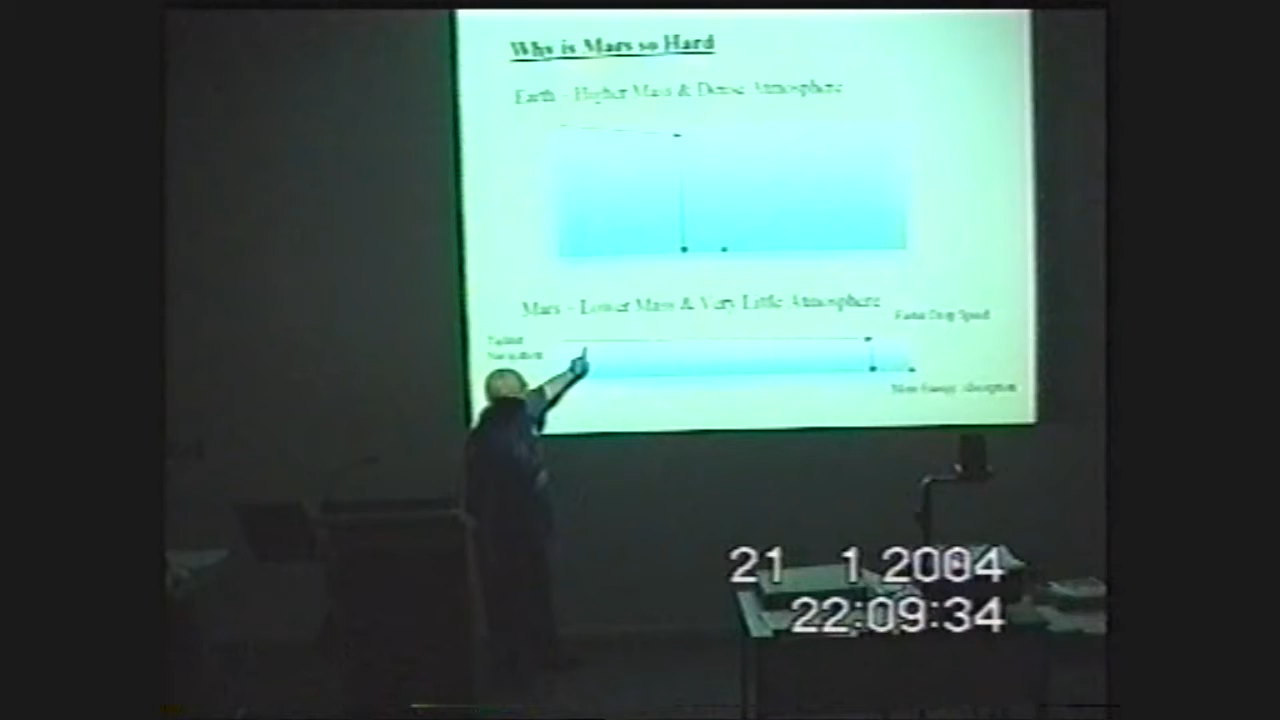 Why is Mars so Hard
Earth - Higher Mass & Dense Atmosphere
Mars - Lower Mass & Very Little Atmosphere
Faster Drop Speed
More Energy Absorption
21 1.2004
22:09:34